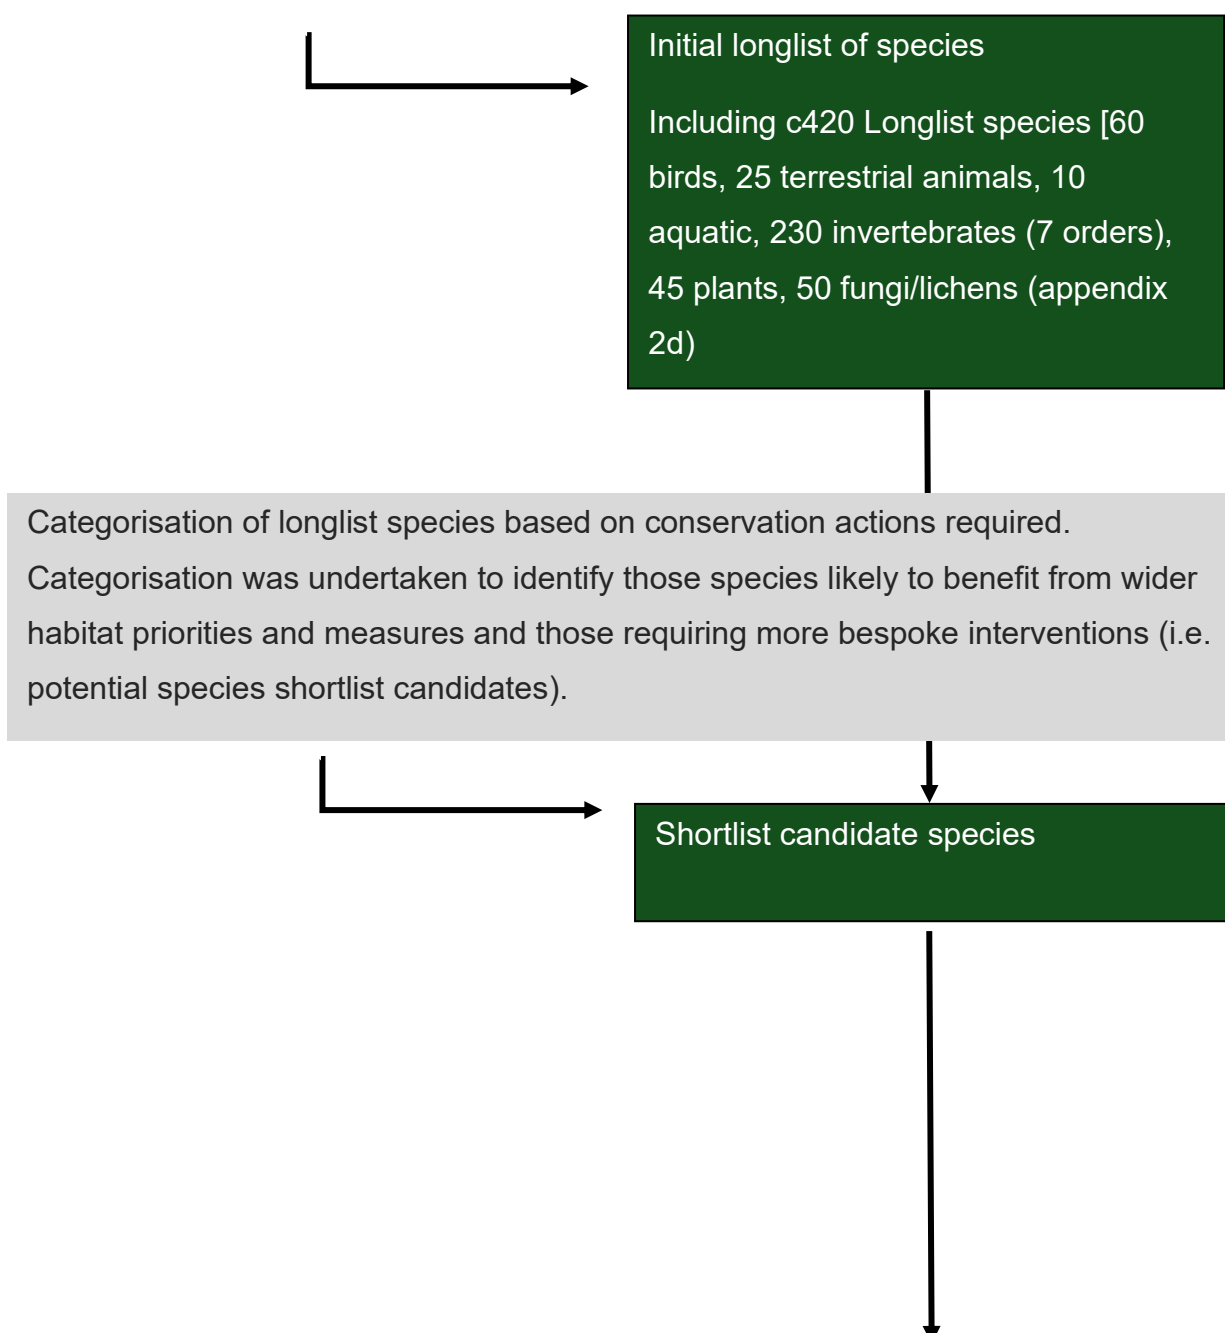 Initial longlist of species
Including c420 Longlist species [60
birds, 25 terrestrial animals, 10
aquatic, 230 invertebrates (7 orders),
45 plants, 50 fungi/lichens (appendix
2d)
Categorisation of longlist species based on conservation actions required.
Categorisation was undertaken to identify those species likely to benefit from wider
habitat priorities and measures and those requiring more bespoke interventions (i.e.
potential species shortlist candidates).
Shortlist candidate species